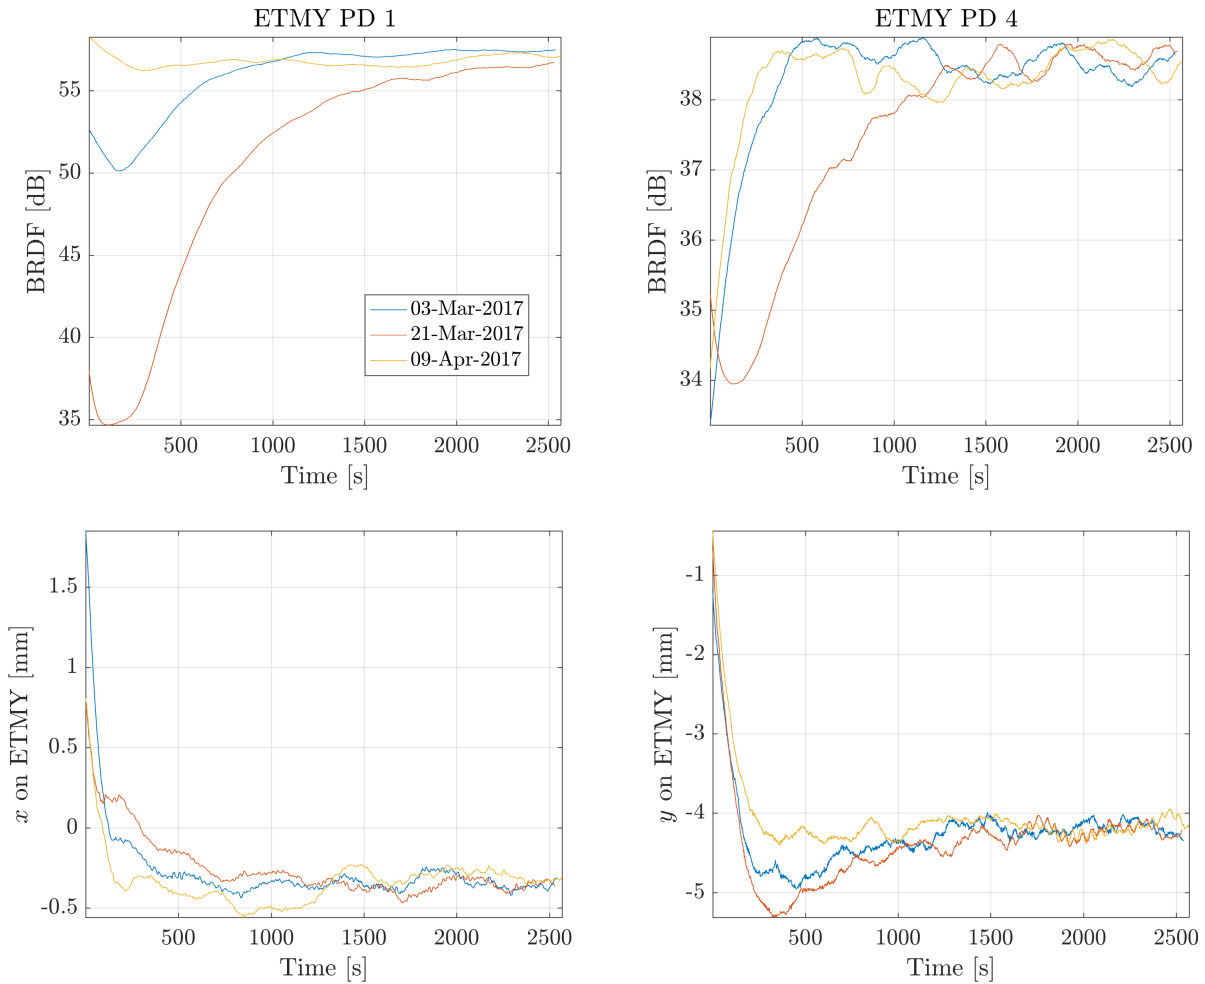 ETMY PD 1
BRDF [dB]
55
50
45
40
35
03-Mar-2017
21-Mar-2017
09-Apr-2017
500 1000 1500 2000 2500
Time [s]
ETMY PD 4
BRDF [dB]
38
37
36
35
34
500 1000 1500 2000 2500
Time [s]
x on ETMY [mm]
1.5
1
0.5
0
-0.5
500 1000 1500 2000 2500
Time [s]
y on ETMY [mm]
-1
-2
-3
-4
-5
500 1000 1500 2000 2500
Time [s]